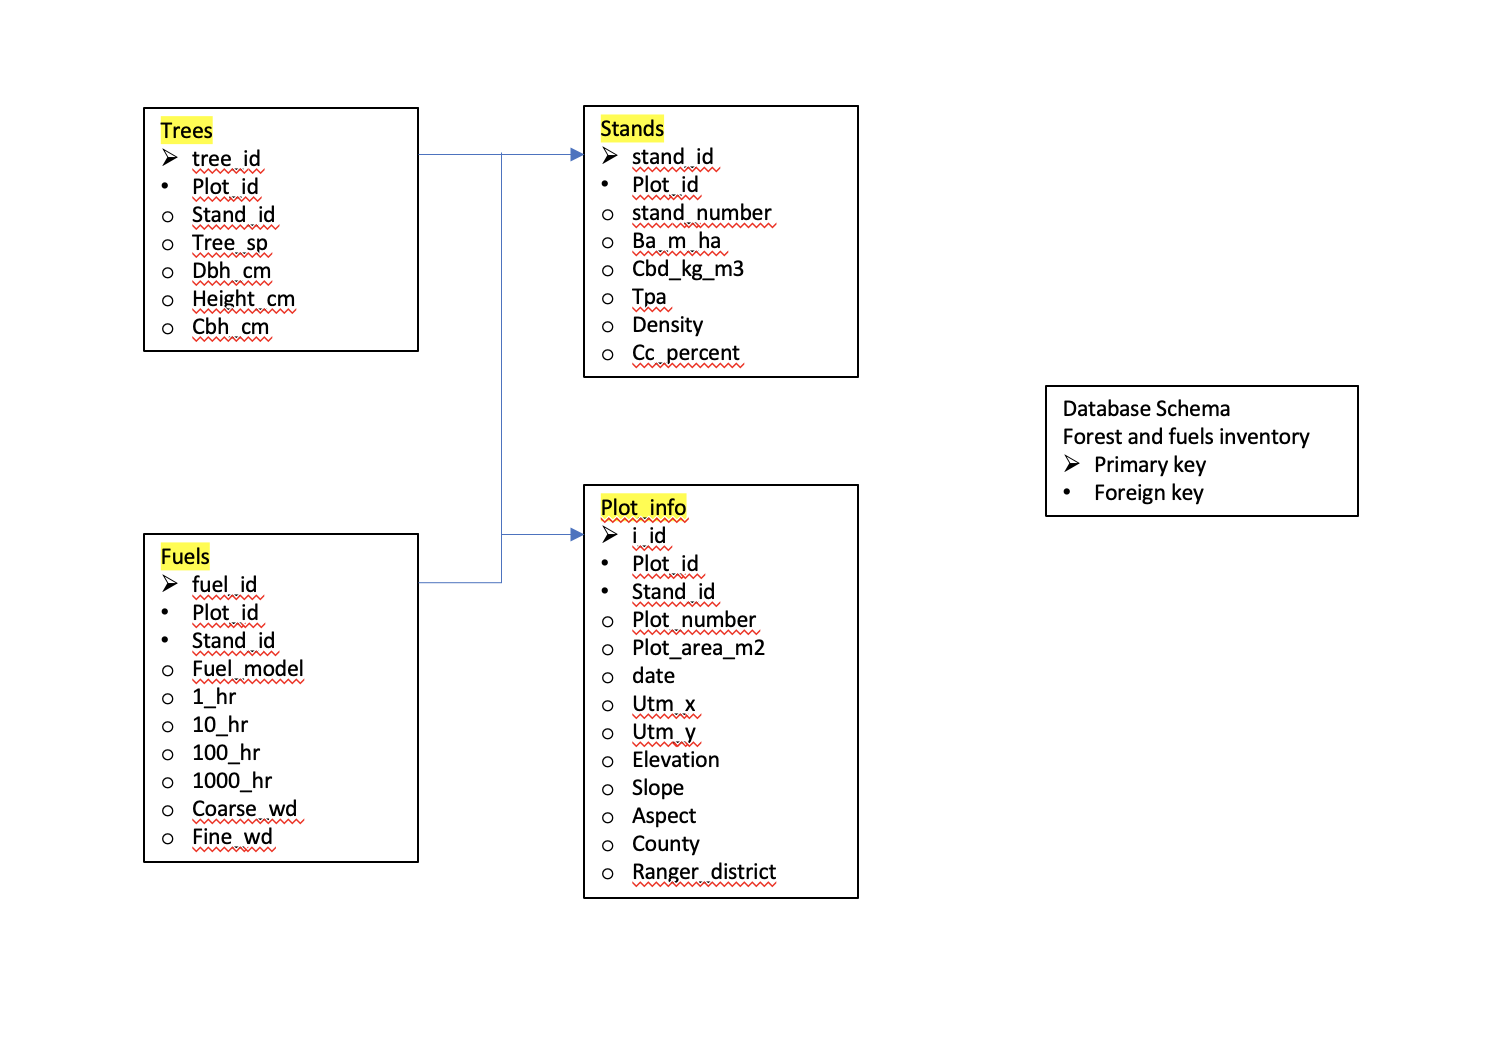 Trees
tree_id
Plot_id
Stand_id
Tree_sp
Dbh_cm
Height_cm
Cbh_cm
Stands
stand_id
Plot_id
stand_number
Ba_m_ha
Cbd_kg_m3
Tpa
Density
Cc_percent
Fuels
fuel_id
Plot_id
Stand_id
Fuel_model
1_hr
10_hr
100_hr
1000_hr
Coarse_wd
Fine_wd
Plot_info
i_id
Plot_id
Stand_id
Plot_number
Plot_area_m2
date
Utm_x
Utm_y
Elevation
Slope
Aspect
County
Ranger_district
Database Schema
Forest and fuels inventory
Primary key
Foreign key